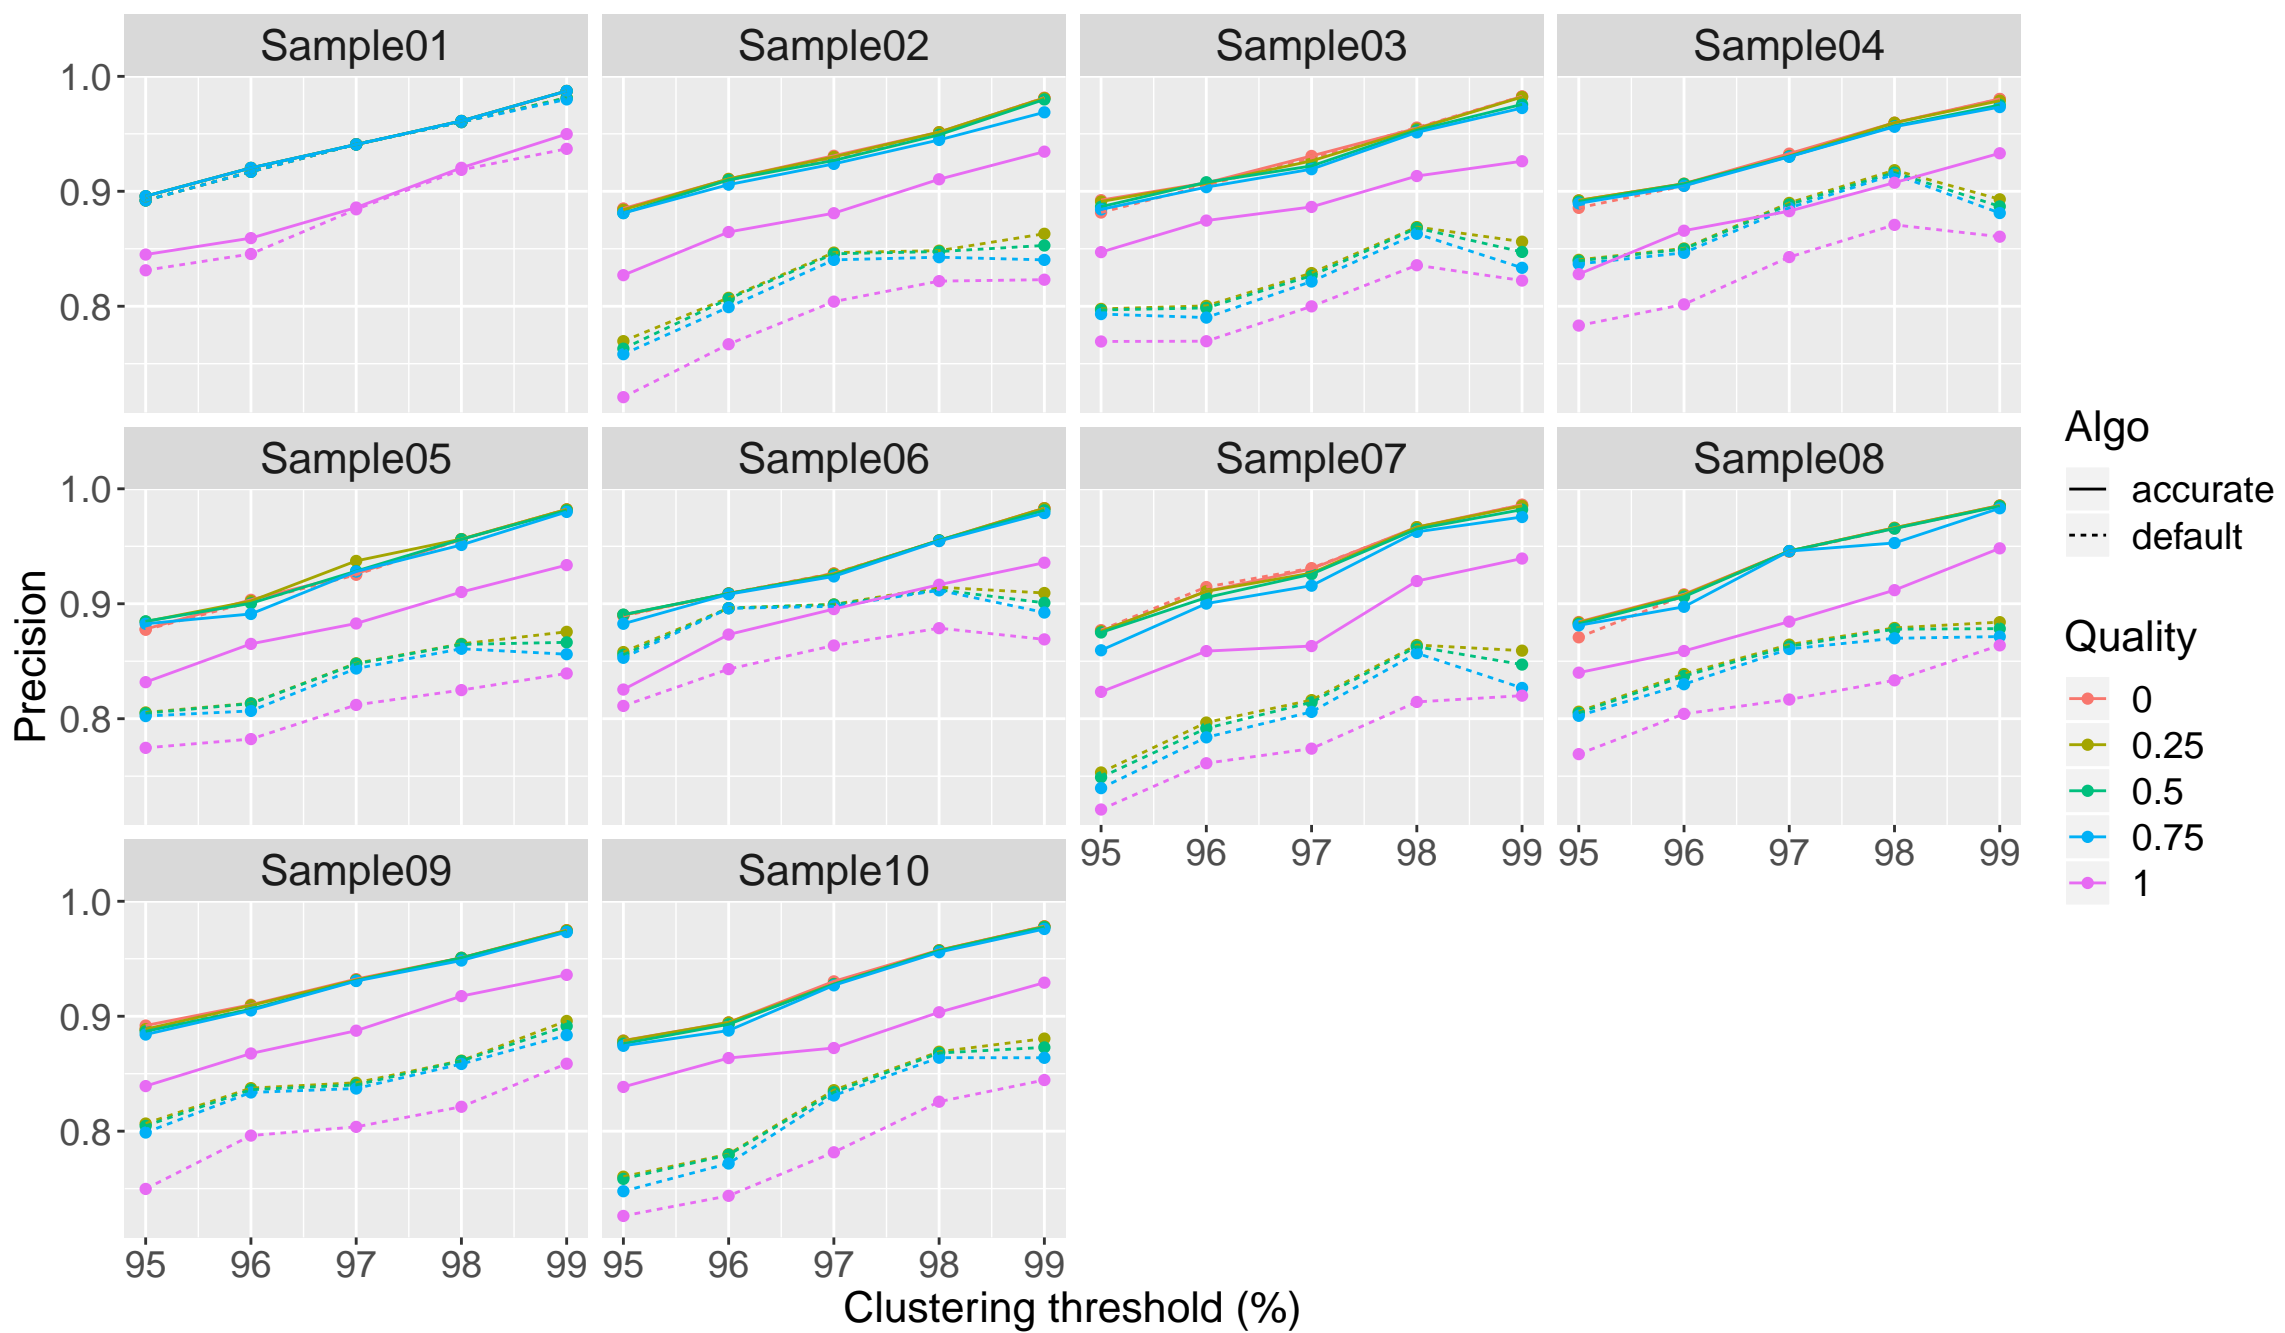 Sample01 Sample02 Sample03 Sample04
1.0
0.9
0.8
Sample05 Sample06 Sample07 Sample08
1.0
0.9
0.8
95 96 97 98 99 95 96 97 98 99
Sample09 Sample10
1.0
0.9
0.8
95 96 97 98 99 95 96 97 98 99
Clustering threshold (%)
Precision
Algo
accurate
default
Quality
0
0.25
0.5
0.75
1